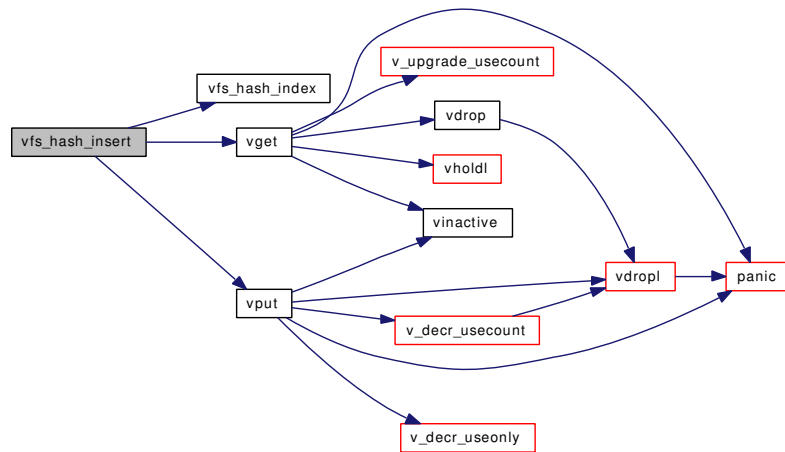 v_upgrade_usecount
vfs_hash_index
vdrop
vfs_hash_insert
vget
vholdl
vinactive
vdropl
panic
vput
v_decr_usecount
v_decr_useonly